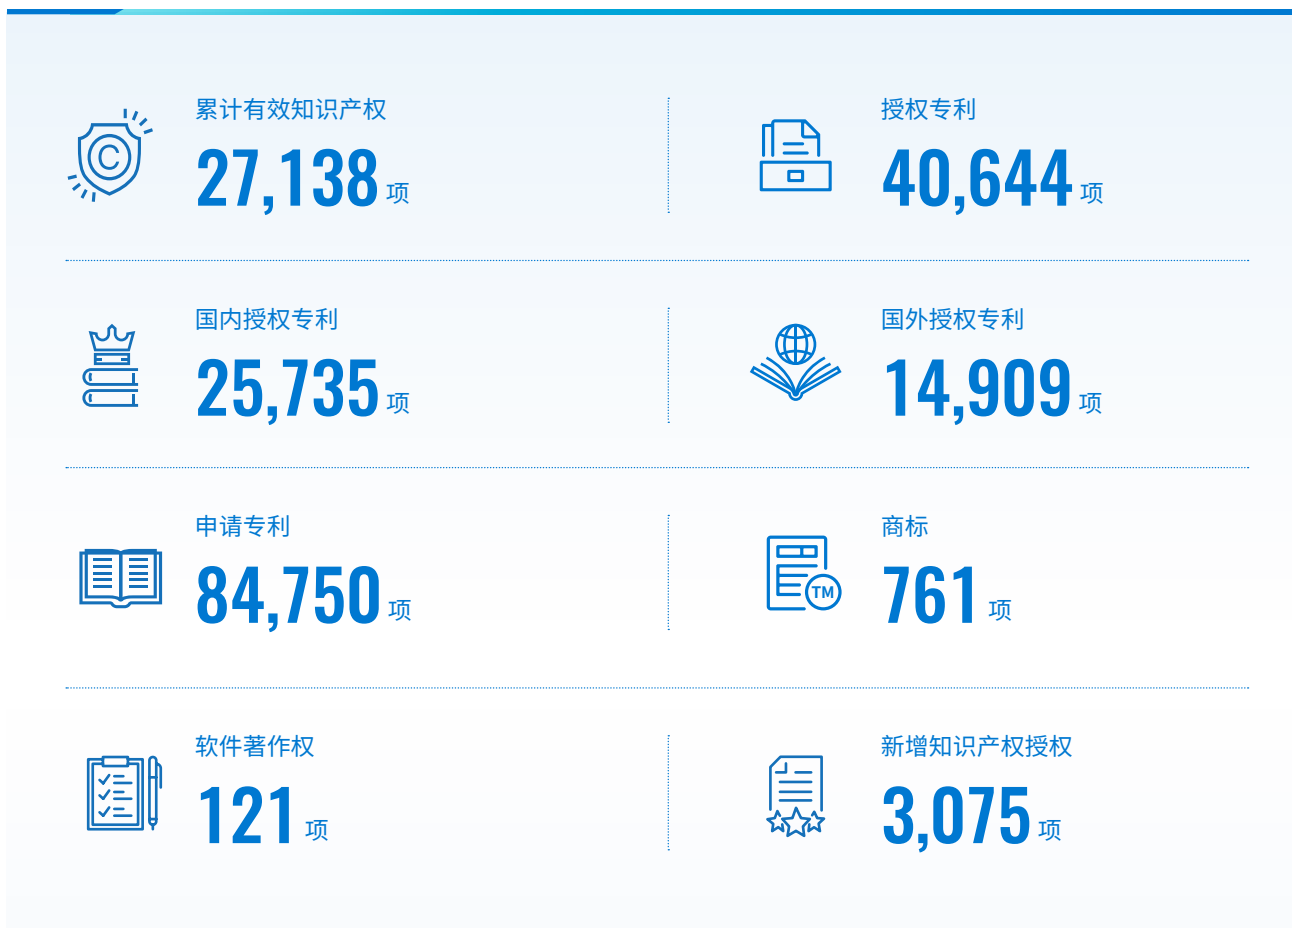 累计有效知识产权
27,138 项
授权专利
40,644 项
国内授权专利
25,735 项
国外授权专利
14,909 项
申请专利
84,750 项
商标
TM
761 项
软件著作权
121 项
新增知识产权授权
3,075 项
C